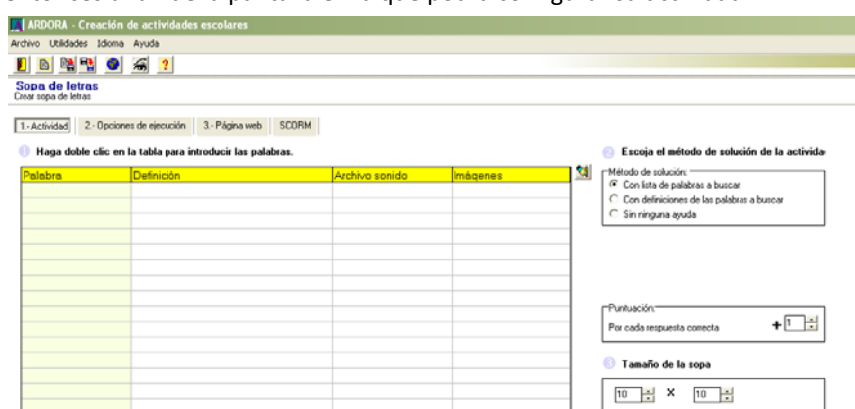 ARDORA - Creación de actividades escolares
Archivo Utilidades Idioma Ayuda
Sopa de letras
Crear sopa de letras
1.- Actividad 2.- Opciones de ejecución 3.- Página web SCORM
1 Haga doble clic en la tabla para introducir las palabras.
2 Escoja el método de solución de la activida
Palabra Definición Archivo sonido Imágenes
Método de solución:
Con lista de palabras a buscar
Con definiciones de las palabras a buscar
Sin ninguna ayuda
Puntuación:
Por cada respuesta correcta + 1
3 Tamaño de la sopa
10 X 10